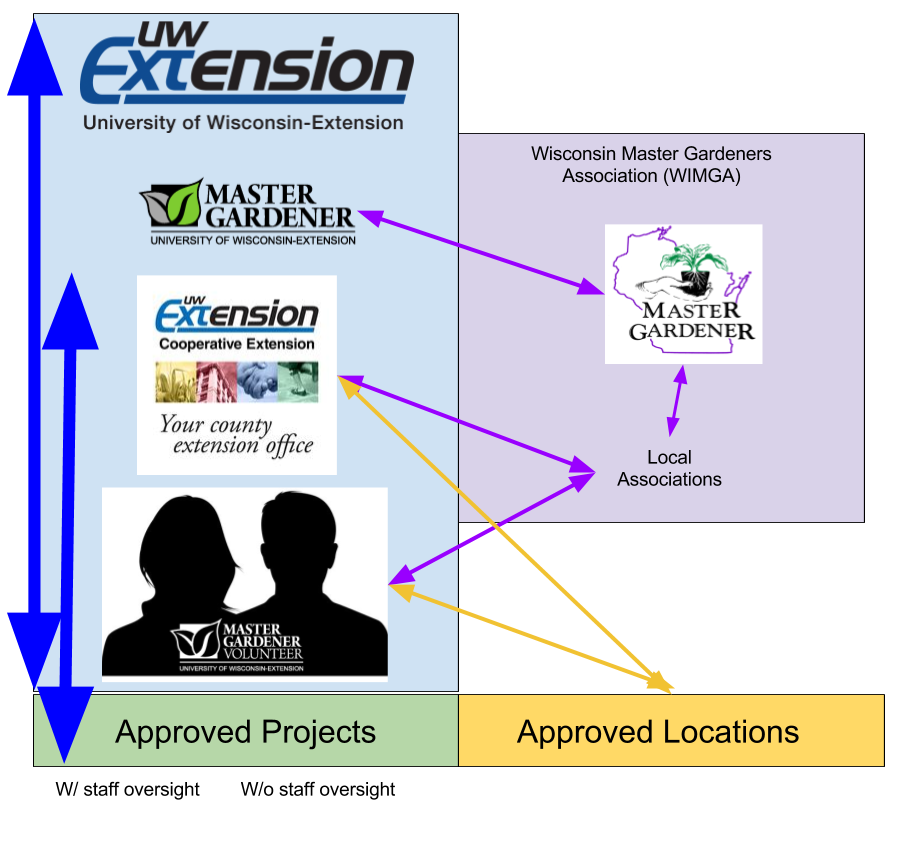 UW
Extension
University of Wisconsin-Extension
Wisconsin Master Gardeners
Association (WIMGA)
MASTER
GARDENER
UNIVERSITY OF WISCONSIN-EXTENSION
MASTER
GARDENER
UW
Extension
Cooperative Extension
Your county
extension office
Local
Associations
MASTER
GARDENER
VOLUNTEER
UNIVERSITY OF WISCONSIN-EXTENSION
Approved Projects
Approved Locations
W/ staff oversight
W/o staff oversight